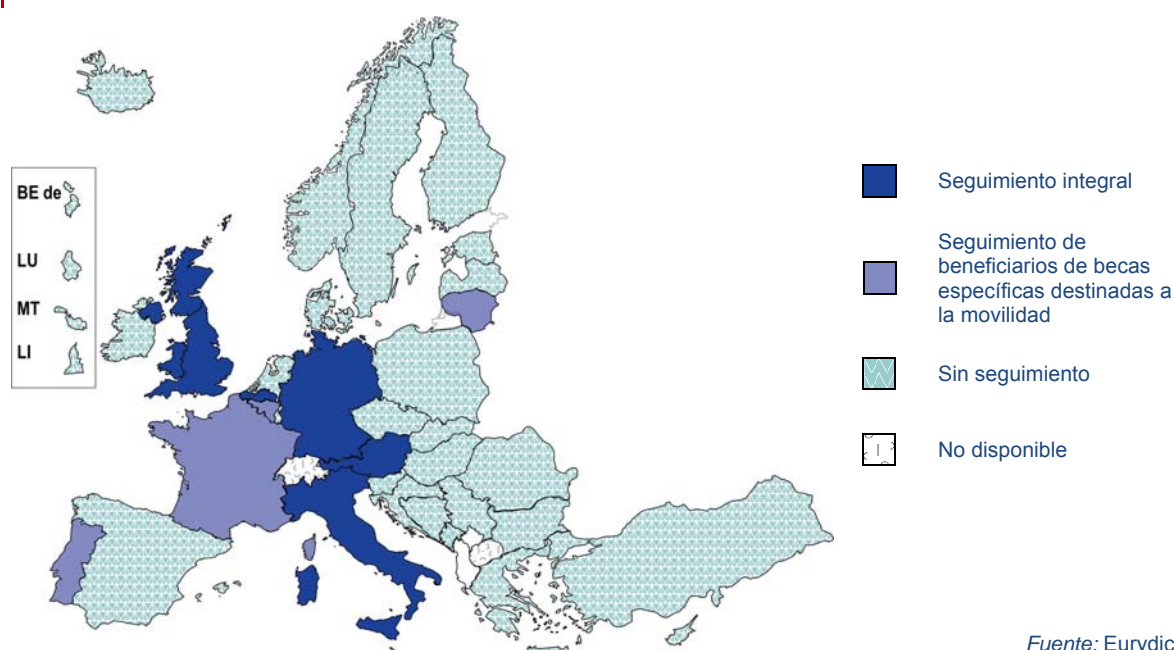 BE de
LU
MT
LI
Seguimiento integral
Seguimiento de
beneficiarios de becas
específicas destinadas a
la movilidad
Sin seguimiento
No disponible
Fuente: Eurydic